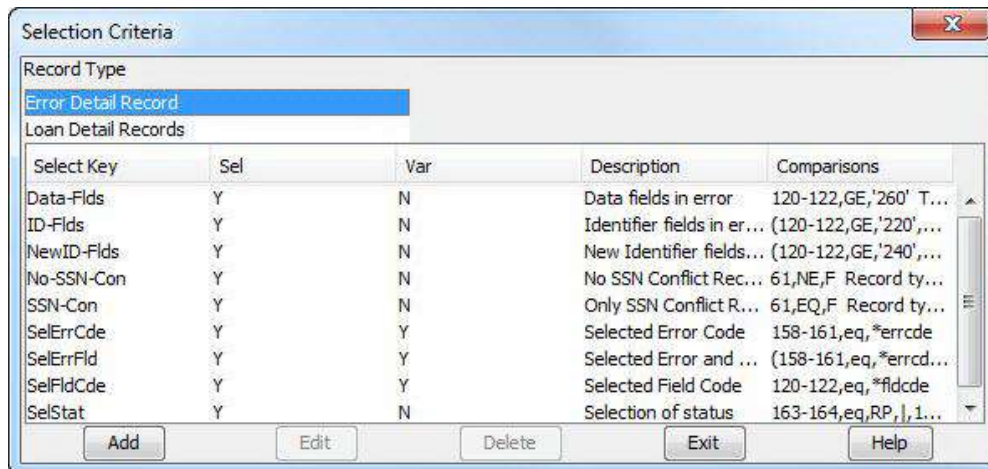 Selection Criteria
Record Type
Error Detail Record
Loan Detail Records
Select Key Sel Var Description Comparisons
Data-Flds Y N Data fields in error 120-122,GE,'260' T...
ID-Flds Y N Identifier fields in er... (120-122,GE,'220',...
NewID-Flds Y N New Identifier fields... (120-122,GE,'240',...
No-SSN-Con Y N No SSN Conflict Rec... 61,NE,F Record ty...
SSN-Con Y N Only SSN Conflict R... 61,EQ,F Record ty...
SelErrCde Y Y Selected Error Code 158-161,eq,*errcde
SelErrFld Y Y Selected Error and ... (158-161,eq,*errcd...
SelFldCde Y Y Selected Field Code 120-122,eq,*fldcde
SelStat Y N Selection of status 163-164,eq,RP,|,1...
Add Edit Delete Exit Help